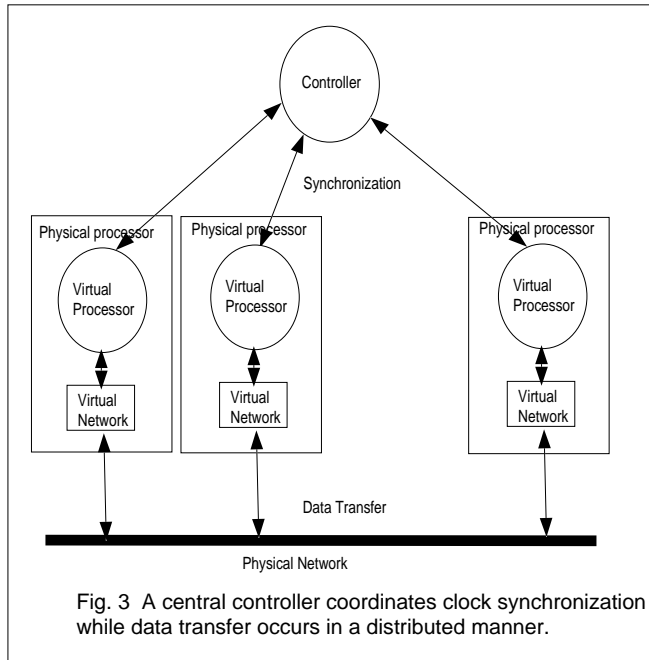 Controller
Synchronization
Physical processor
Physical processor
Physical processor
Virtual
Processor
Virtual
Processor
Virtual
Processor
Virtual
Network
Virtual
Network
Virtual
Network
Data Transfer
Physical Network
Fig. 3 A central controller coordinates clock synchronization
while data transfer occurs in a distributed manner.